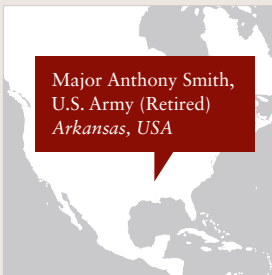 Major Anthony Smith,
U.S. Army (Retired)
Arkansas, USA